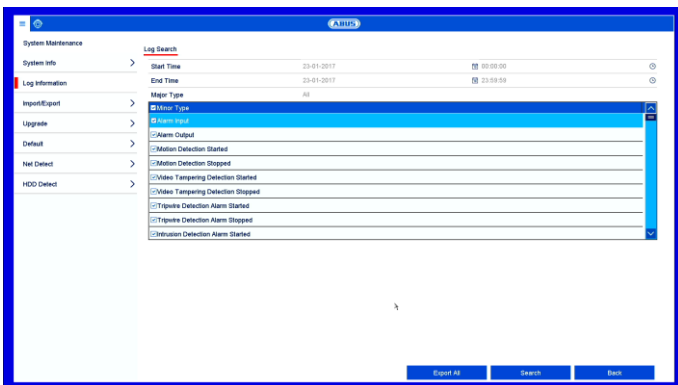 ABUS
System Maintenance
Log Search
System Info
Start Time 23-01-2017 00:00:00
End Time 23-01-2017 23:59:59
Log Information
Major Type All
Import/Export
Minor Type
Alarm Input
Upgrade
Alarm Output
Default
Motion Detection Started
Net Detect
Motion Detection Stopped
Video Tampering Detection Started
HDD Detect
Video Tampering Detection Stopped
Tripwire Detection Alarm Started
Tripwire Detection Alarm Stopped
Intrusion Detection Alarm Started
Export All Search Back